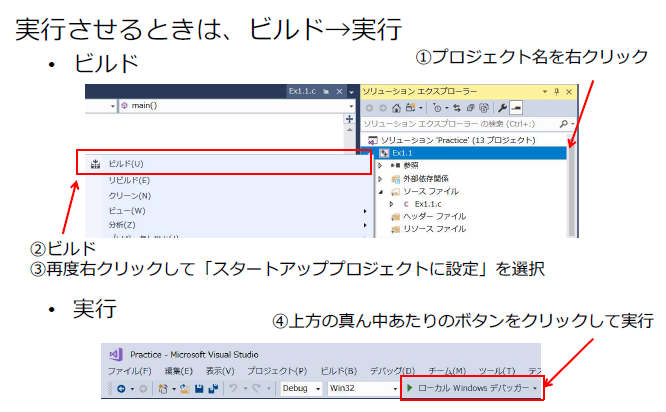 実行させるときは、ビルド→実行
• ビルド
①プロジェクト名を右クリック
Ex1.1.c
main()
ソリューション エクスプローラー
ソリューション エクスプローラー の検索 (Ctrl+;)
ソリューション 'Practice' (13 プロジェクト)
Ex1.1
参照
外部依存関係
ソース ファイル
Ex1.1.c
ヘッダー ファイル
リソース ファイル
ビルド(U)
リビルド(E)
クリーン(N)
ビュー(W)
分析(Z)
②ビルド
③再度右クリックして「スタートアッププロジェクトに設定」を選択
• 実行
④上方の真ん中あたりのボタンをクリックして実行
Practice - Microsoft Visual Studio
ファイル(F) 編集(E) 表示(V) プロジェクト(P) ビルド(B) デバッグ(D) チーム(M) ツール(T) テス
Debug Win32 ローカル Windows デバッガー